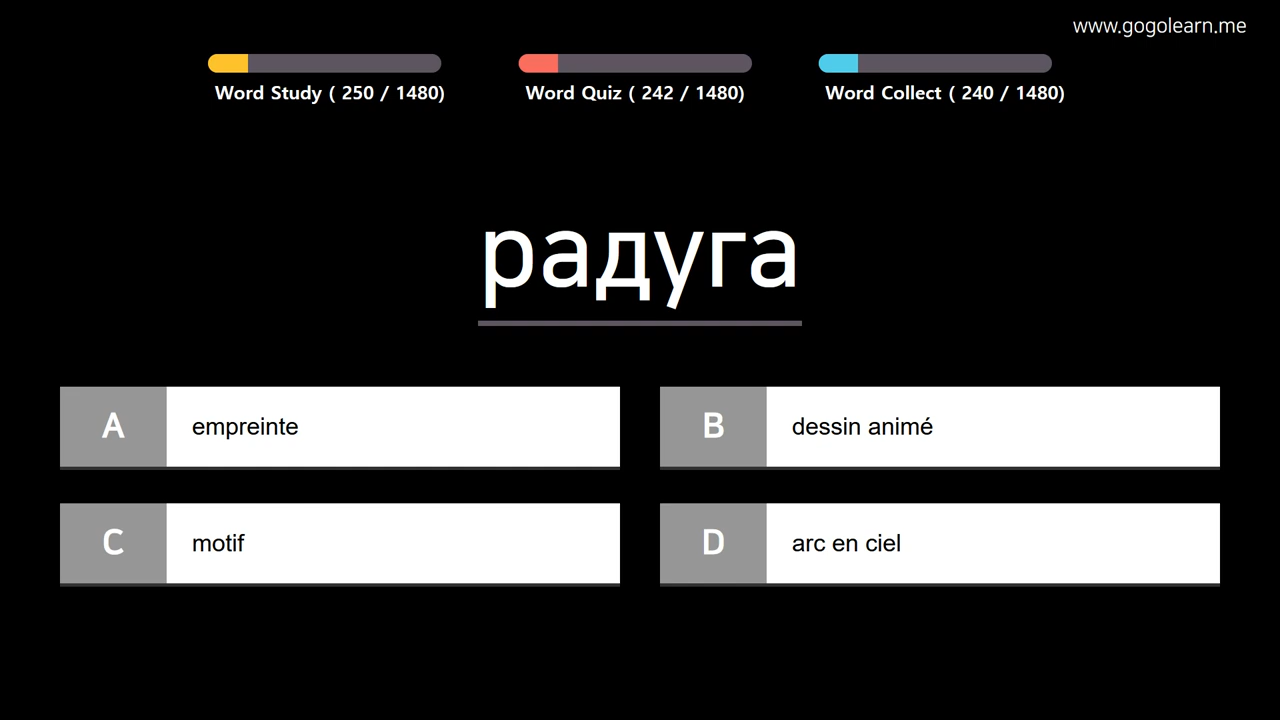 www.gogolearn.me
Word Study ( 250 / 1480)
Word Quiz ( 242 / 1480)
Word Collect ( 240 / 1480)
радуга
A empreinte
B dessin animé
C motif
D arc en ciel